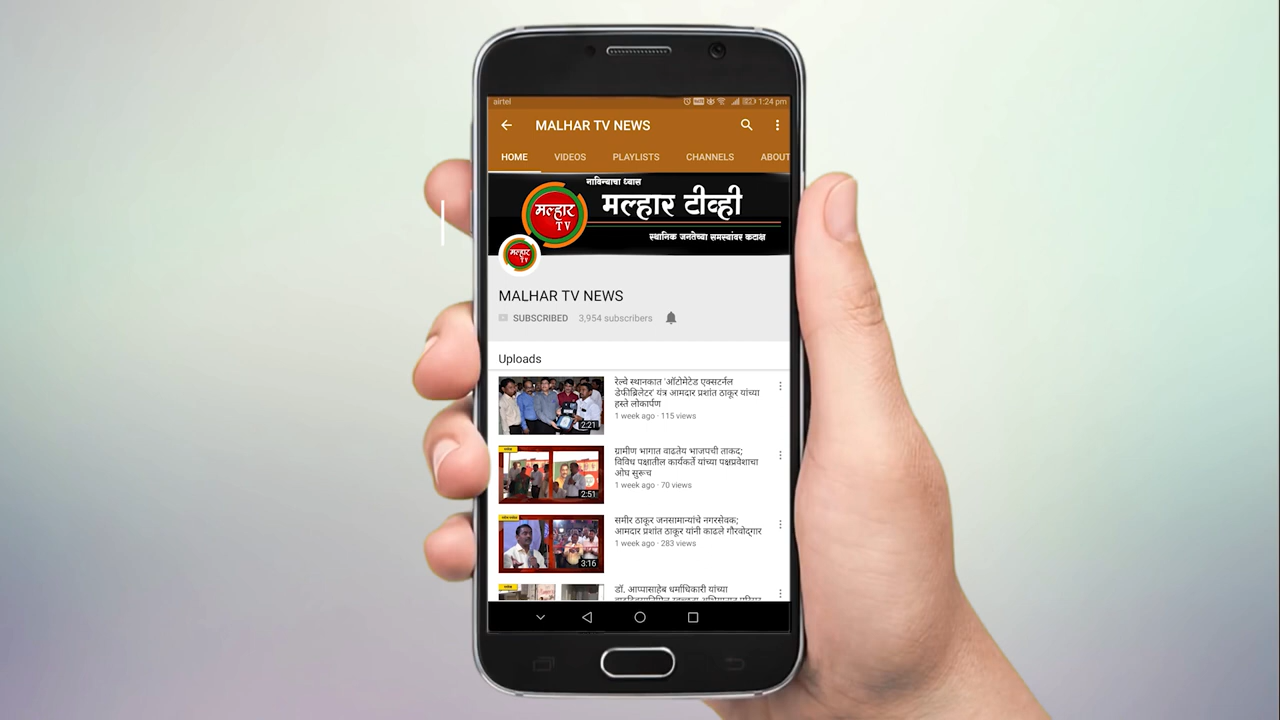 airtel
1:24 pm
MALHAR TV NEWS
HOME VIDEOS PLAYLISTS CHANNELS ABOUT
नाविन्याचा ध्यास
मल्हार टीव्ही
स्थानिक जनतेच्या समस्यांवर कटाक्ष
मल्हार
TV
मल्हार
TV
MALHAR TV NEWS
SUBSCRIBED 3,954 subscribers
Uploads
रेल्वे स्थानकात 'ऑटोमेटेड एक्सटर्नल
डेफीब्रिलेटर' यंत्र आमदार प्रशांत ठाकूर यांच्या
हस्ते लोकार्पण
1 week ago · 115 views
2:21
ग्रामीण भागात वाढतेय भाजपची ताकद;
विविध पक्षातील कार्यकर्ते यांच्या पक्षप्रवेशाचा
ओघ सुरूच
1 week ago · 70 views
2:51
समीर ठाकूर जनसामान्यांचे नगरसेवक;
आमदार प्रशांत ठाकूर यांनी काढले गौरवोद्गार
1 week ago · 283 views
3:16
डॉ. आप्पासाहेब धर्माधिकारी यांच्या